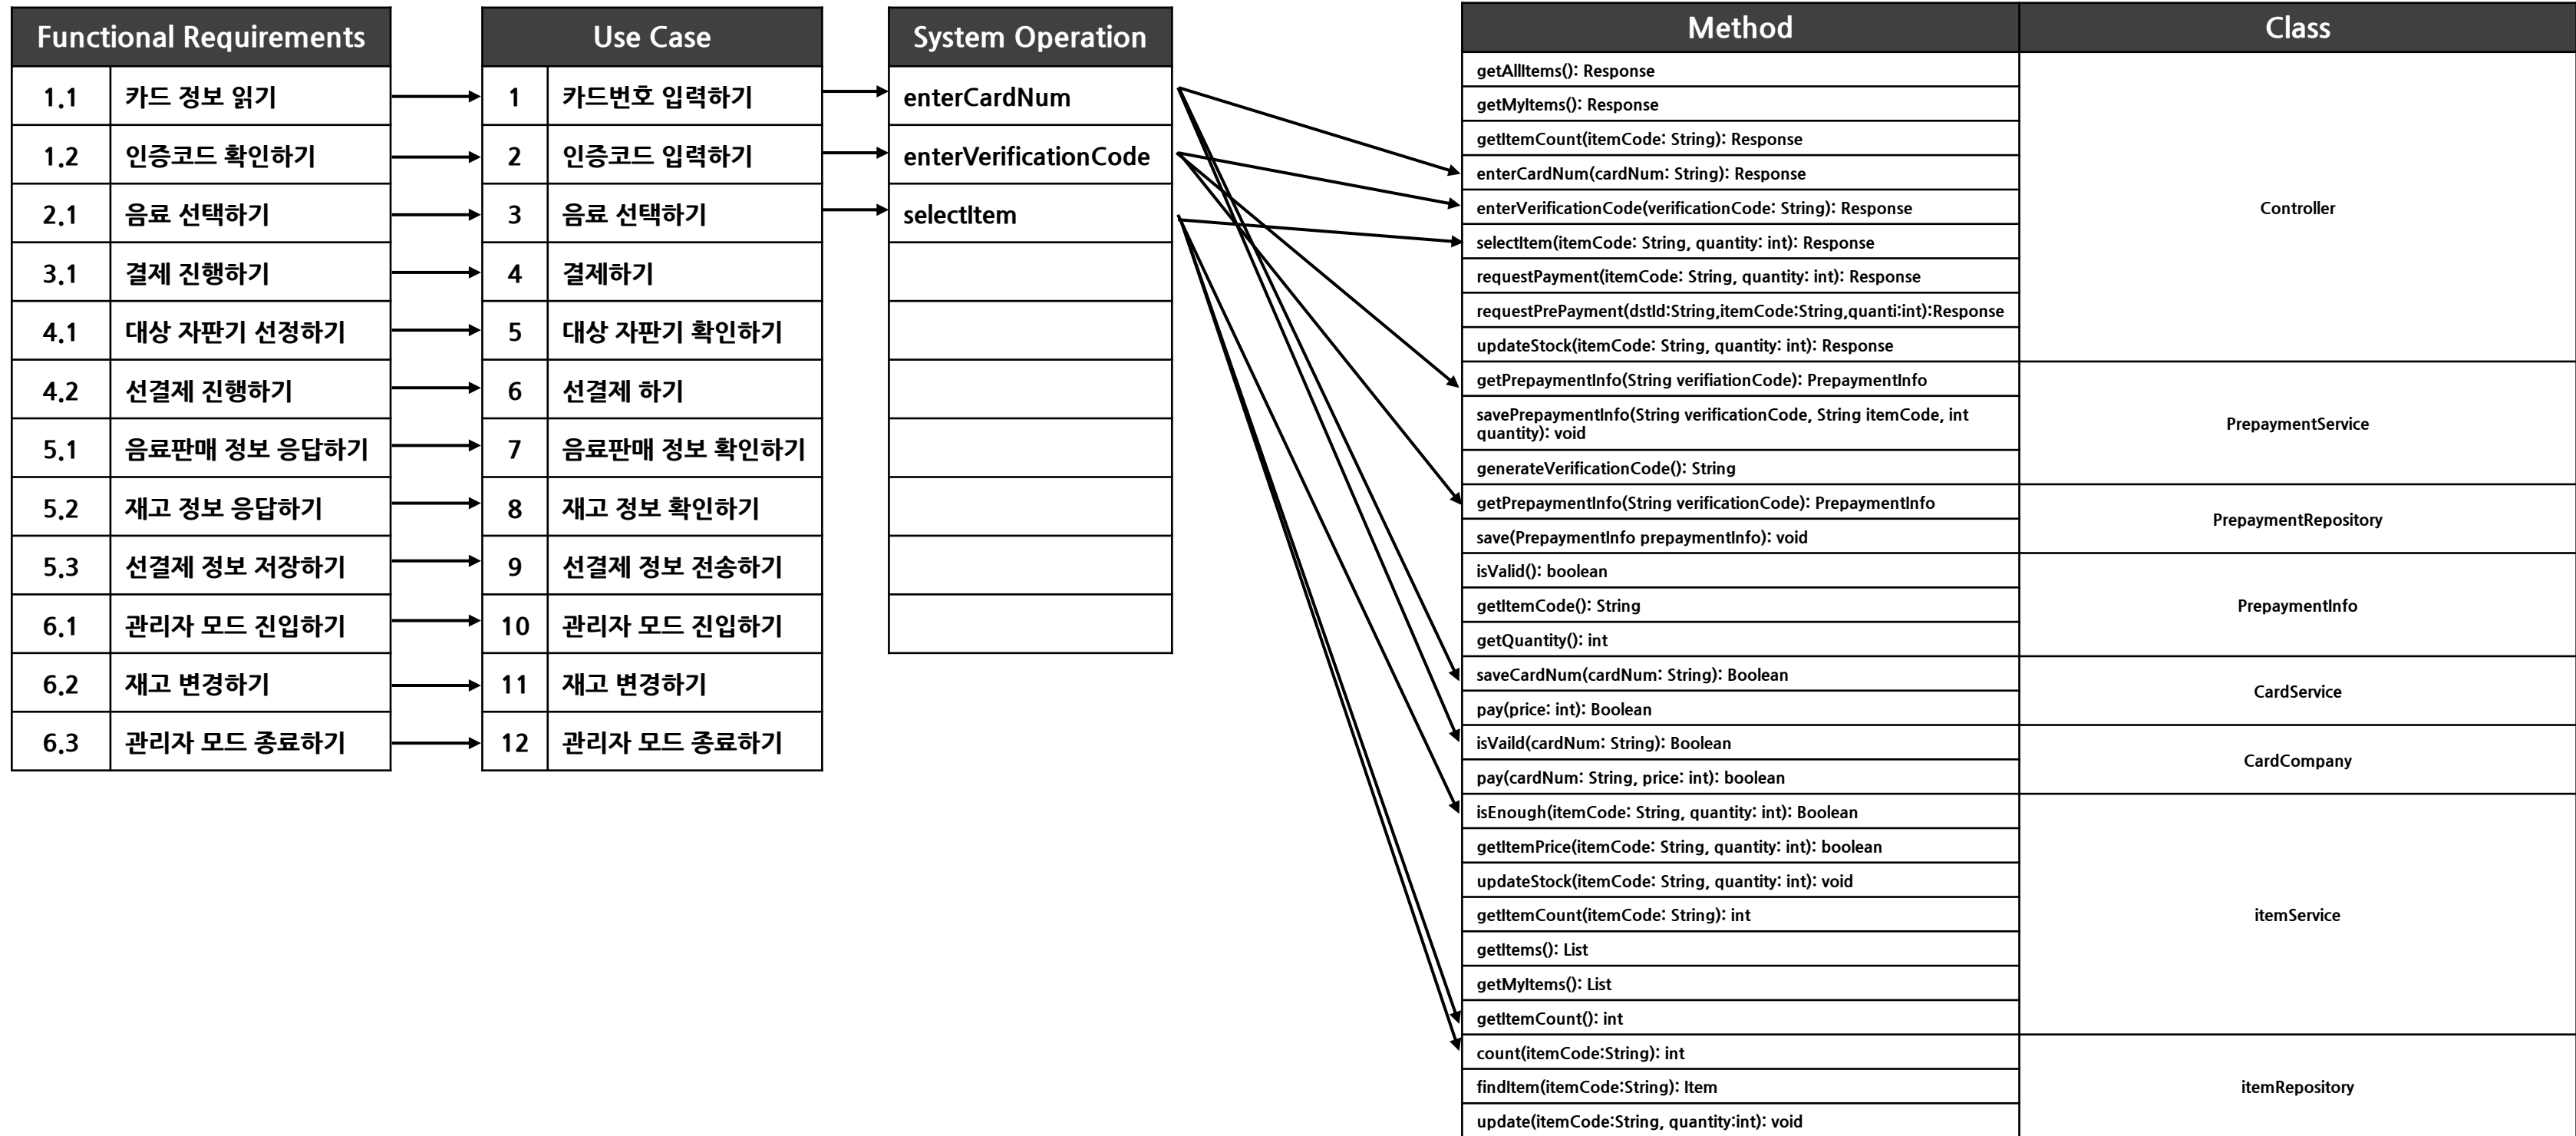 Functional Requirements
1.1 카드 정보 읽기
1.2 인증코드 확인하기
2.1 음료 선택하기
3.1 결제 진행하기
4.1 대상 자판기 선정하기
4.2 선결제 진행하기
5.1 음료판매 정보 응답하기
5.2 재고 정보 응답하기
5.3 선결제 정보 저장하기
6.1 관리자 모드 진입하기
6.2 재고 변경하기
6.3 관리자 모드 종료하기
Use Case
1 카드번호 입력하기
2 인증코드 입력하기
3 음료 선택하기
4 결제하기
5 대상 자판기 확인하기
6 선결제 하기
7 음료판매 정보 확인하기
8 재고 정보 확인하기
9 선결제 정보 전송하기
10 관리자 모드 진입하기
11 재고 변경하기
12 관리자 모드 종료하기
System Operation
enterCardNum
enterVerificationCode
selectItem
Method Class
getAllItems(): Response
getMyItems(): Response
getItemCount(itemCode: String): Response
enterCardNum(cardNum: String): Response
enterVerificationCode(verificationCode: String): Response
Controller
selectItem(itemCode: String, quantity: int): Response
requestPayment(itemCode: String, quantity: int): Response
requestPrePayment(dstId:String,itemCode:String,quanti:int):Response
updateStock(itemCode: String, quantity: int): Response
getPrepaymentInfo(String verifiationCode): PrepaymentInfo
savePrepaymentInfo(String verificationCode, String itemCode, int
quantity): void
PrepaymentService
generateVerificationCode(): String
getPrepaymentInfo(String verificationCode): PrepaymentInfo
PrepaymentRepository
save(PrepaymentInfo prepaymentInfo): void
isValid(): boolean
getItemCode(): String
PrepaymentInfo
getQuantity(): int
saveCardNum(cardNum: String): Boolean
CardService
pay(price: int): Boolean
isVaild(cardNum: String): Boolean
CardCompany
pay(cardNum: String, price: int): boolean
isEnough(itemCode: String, quantity: int): Boolean
getItemPrice(itemCode: String, quantity: int): boolean
updateStock(itemCode: String, quantity: int): void
getItemCount(itemCode: String): int
itemService
getItems(): List
getMyItems(): List
getItemCount(): int
count(itemCode:String): int
findItem(itemCode:String): Item
itemRepository
update(itemCode:String, quantity:int): void